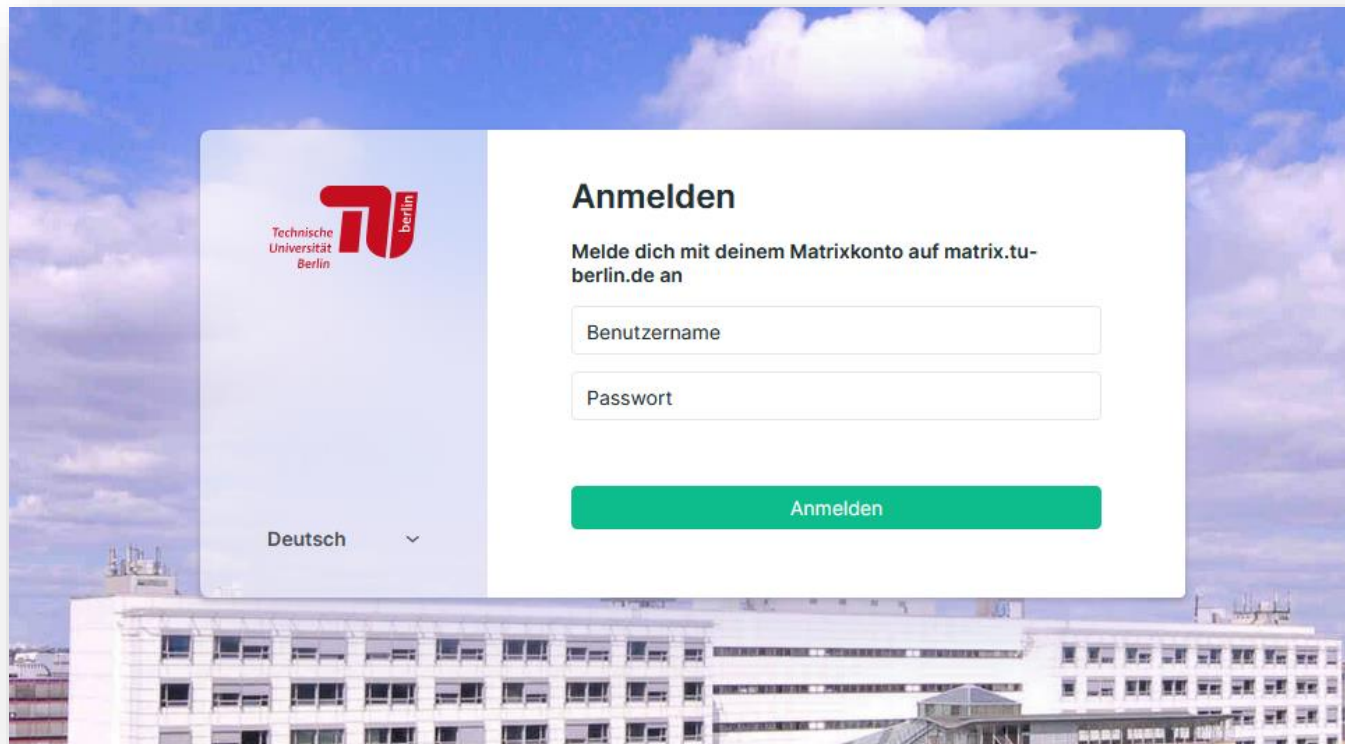 Technische
Universität
Berlin
berlin
Anmelden
Melde dich mit deinem Matrixkonto auf matrix.tu-
berlin.de an
Benutzername
Passwort
Anmelden
Deutsch